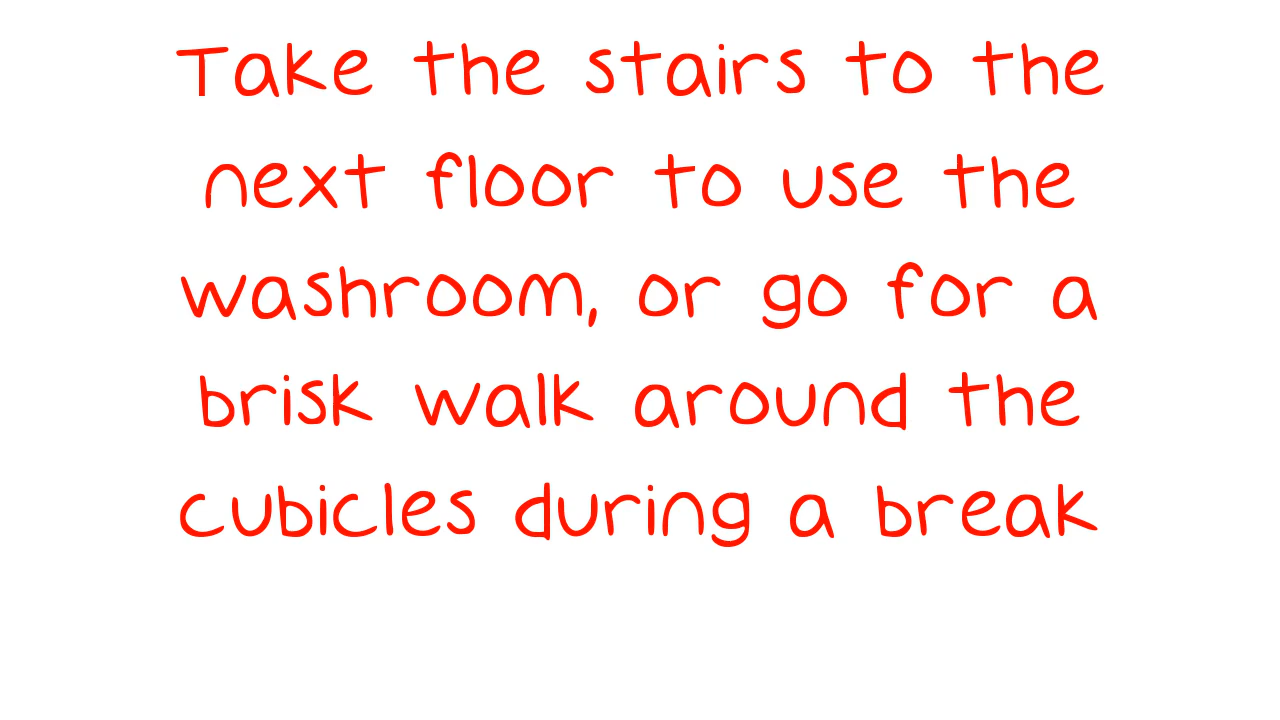 Take the stairs to the
next floor to use the
washroom, or go for a
brisk walk around the
cubicles during a break